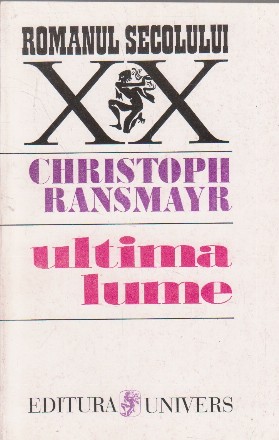 ROMANUL SECOLULUI
XX
CHRISTOPH
RANSMAYR
ultima
lume
EDITURA UNIVERS